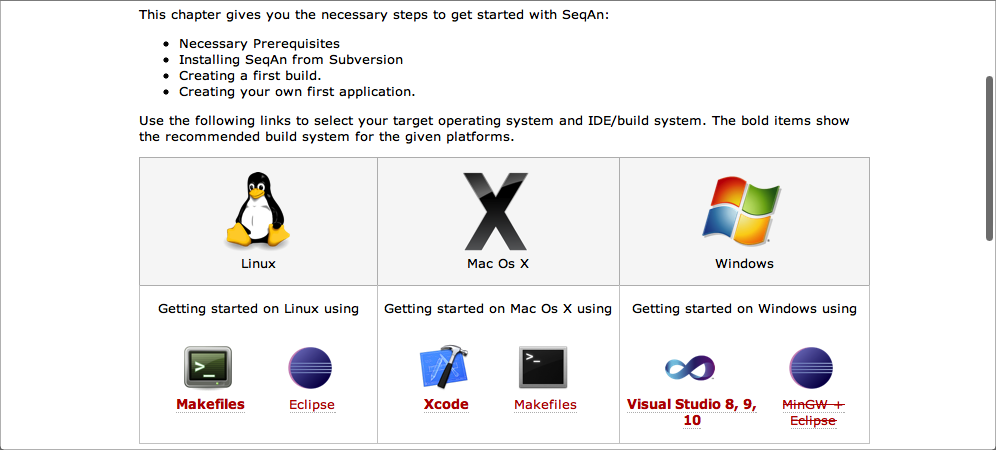 This chapter gives you the necessary steps to get started with SeqAn:
• Necessary Prerequisites
• Installing SeqAn from Subversion
• Creating a first build.
• Creating your own first application.
Use the following links to select your target operating system and IDE/build system. The bold items show
the recommended build system for the given platforms.
Linux
Mac Os X
Windows
Getting started on Linux using
Getting started on Mac Os X using
Getting started on Windows using
Makefiles
Eclipse
Xcode
Makefiles
Visual Studio 8, 9,
10
MinGW +
Eclipse